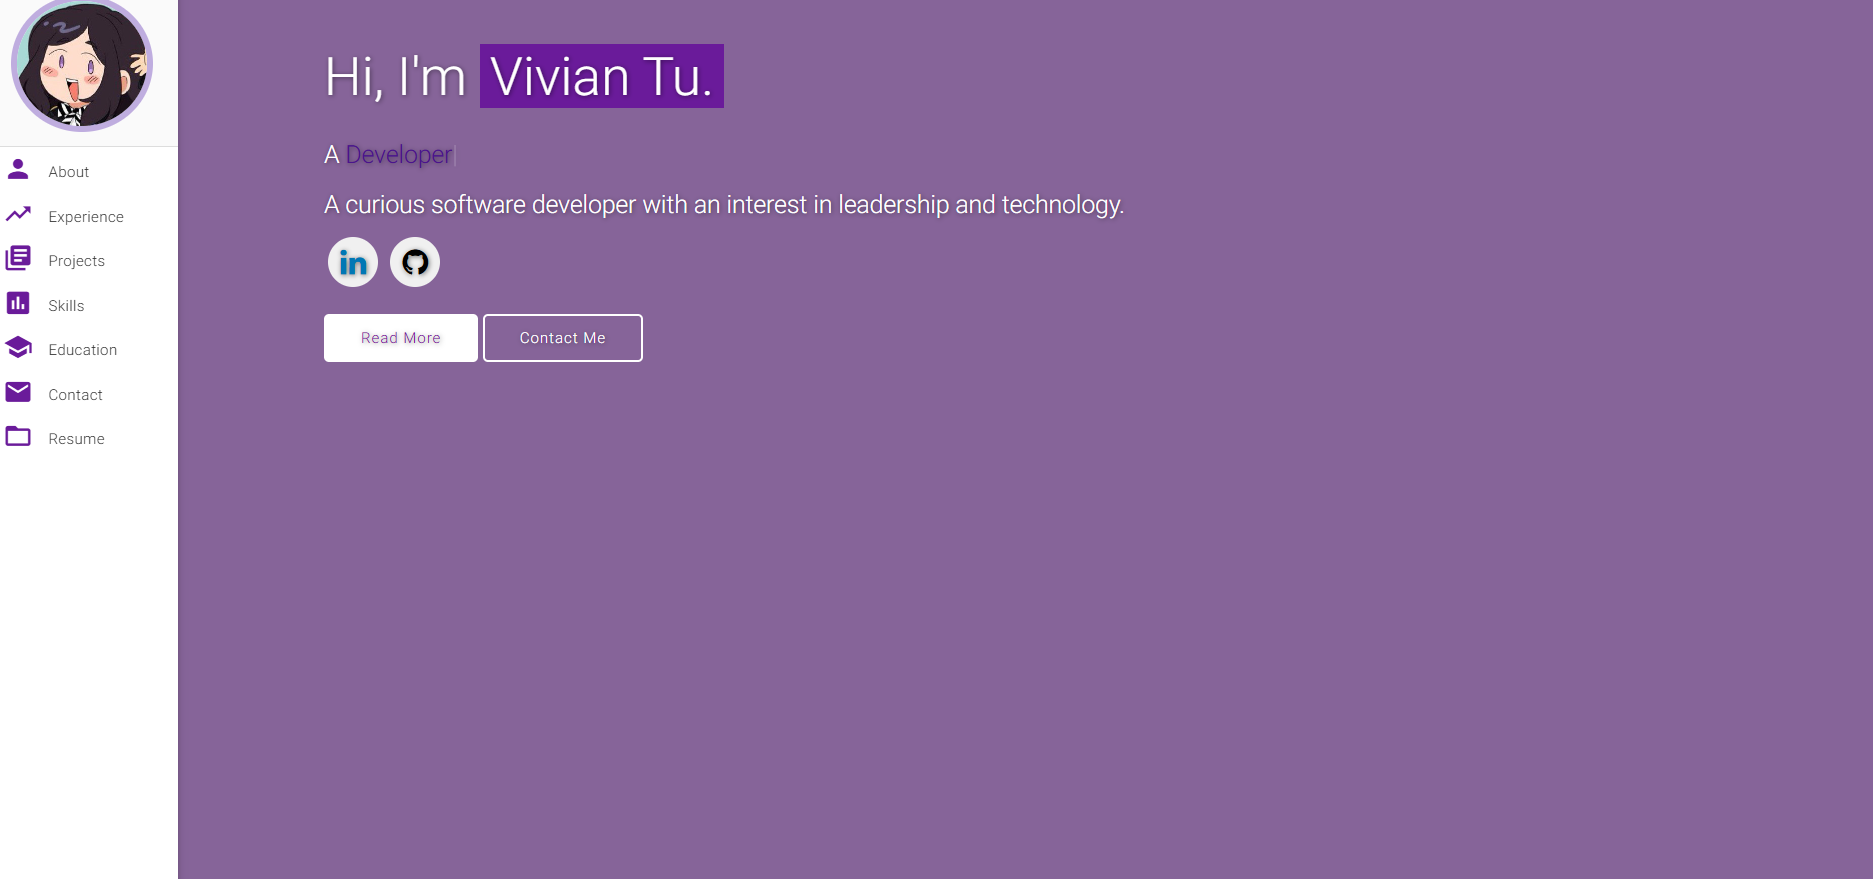 About
Experience
Projects
Skills
Education
Contact
Resume
Hi, I'm Vivian Tu.
A Developer
A curious software developer with an interest in leadership and technology.
in
Read More Contact Me